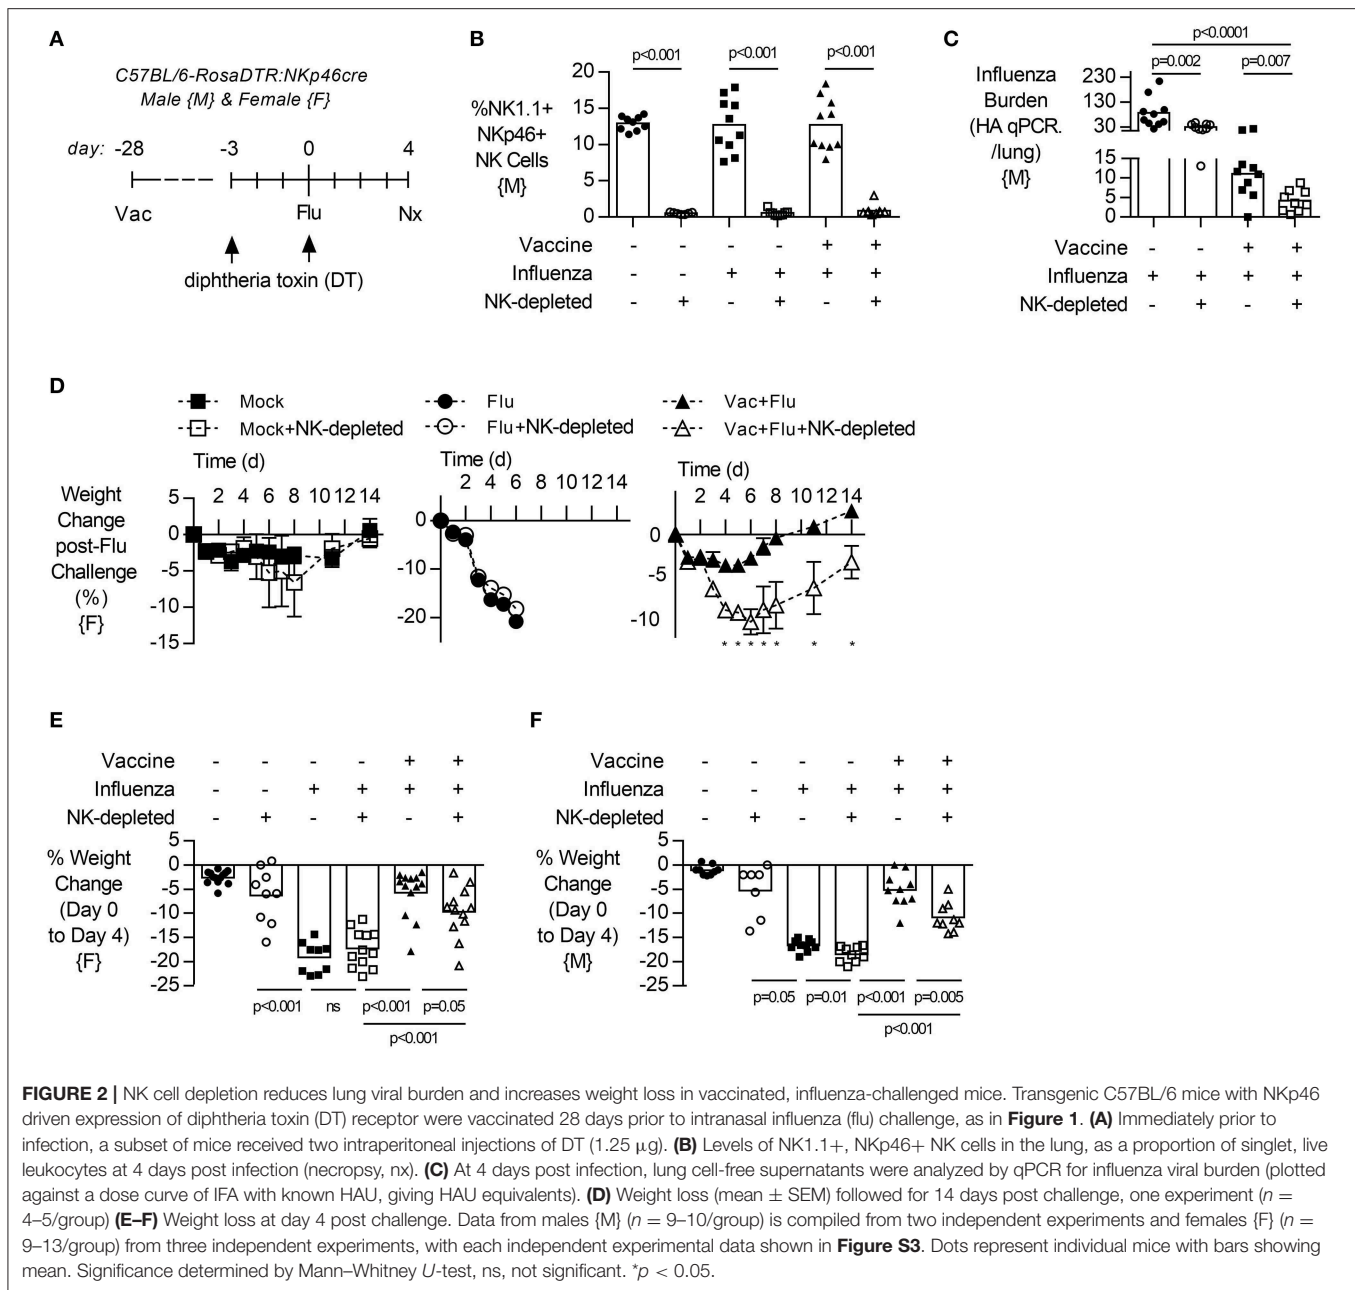 A
C57BL/6-RosaDTR:NKp46cre
Male {M} & Female {F}
day: -28 -3 0 4
Vac Flu Nx
diphtheria toxin (DT)
B
p<0.001 p<0.001 p<0.001
%NK1.1+
NKp46+
NK Cells
{M}
20
15
10
5
0
Vaccine - - - - + +
Influenza - - + + + +
NK-depleted - + - + - +
C
p<0.0001
p=0.002 p=0.007
Influenza
Burden
(HA qPCR.
/lung)
{M}
230
130
30
15
10
5
0
Vaccine - - + +
Influenza + + + +
NK-depleted - + - +
D
Mock Flu Vac+Flu
Mock+NK-depleted Flu+NK-depleted Vac+Flu+NK-depleted
Weight
Change
post-Flu
Challenge
(%)
{F}
Time (d)
2 4 6 8 10 12 14
5
0
-5
-10
-15
Time (d)
2 4 6 8 10 12 14
0
-10
-20
Time (d)
2 4 6 8 10 12 14
0
-5
-10
* * * * * * *
E
Vaccine - - - - + +
Influenza - - + + + +
NK-depleted - + - + - +
% Weight
Change
(Day 0
to Day 4)
{F}
5
0
-5
-10
-15
-20
-25
p<0.001 ns p<0.001 p=0.05
p<0.001
F
Vaccine - - - - + +
Influenza - - + + + +
NK-depleted - + - + - +
% Weight
Change
(Day 0
to Day 4)
{M}
5
0
-5
-10
-15
-20
-25
p=0.05 p=0.01 p<0.001 p=0.005
p<0.001
FIGURE 2 | NK cell depletion reduces lung viral burden and increases weight loss in vaccinated, influenza-challenged mice. Transgenic C57BL/6 mice with NKp46
driven expression of diphtheria toxin (DT) receptor were vaccinated 28 days prior to intranasal influenza (flu) challenge, as in Figure 1. (A) Immediately prior to
infection, a subset of mice received two intraperitoneal injections of DT (1.25 μg). (B) Levels of NK1.1+, NKp46+ NK cells in the lung, as a proportion of singlet, live
leukocytes at 4 days post infection (necropsy, nx). (C) At 4 days post infection, lung cell-free supernatants were analyzed by qPCR for influenza viral burden (plotted
against a dose curve of IFA with known HAU, giving HAU equivalents). (D) Weight loss (mean ± SEM) followed for 14 days post challenge, one experiment (n =
4–5/group) (E–F) Weight loss at day 4 post challenge. Data from males {M} (n = 9–10/group) is compiled from two independent experiments and females {F} (n =
9–13/group) from three independent experiments, with each independent experimental data shown in Figure S3. Dots represent individual mice with bars showing
mean. Significance determined by Mann–Whitney U-test, ns, not significant. *p < 0.05.